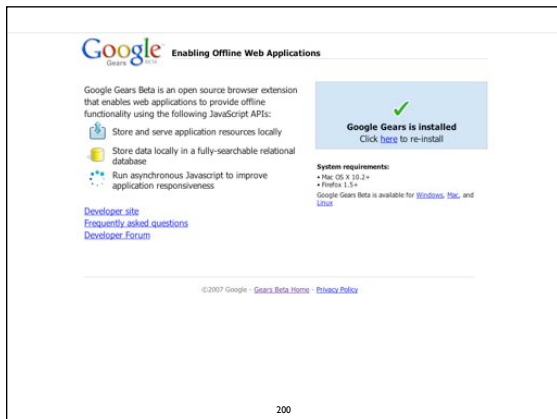 Google
Gears BETA
Enabling Offline Web Applications
Google Gears Beta is an open source browser extension
that enables web applications to provide offline
functionality using the following JavaScript APIs:
Store and serve application resources locally
Store data locally in a fully-searchable relational
database
Run asynchronous Javascript to improve
application responsiveness
Developer site
Frequently asked questions
Developer Forum
Google Gears is installed
Click here to re-install
System requirements:
• Mac OS X 10.2+
• Firefox 1.5+
Google Gears Beta is available for Windows, Mac, and
Linux
©2007 Google - Gears Beta Home - Privacy Policy
200